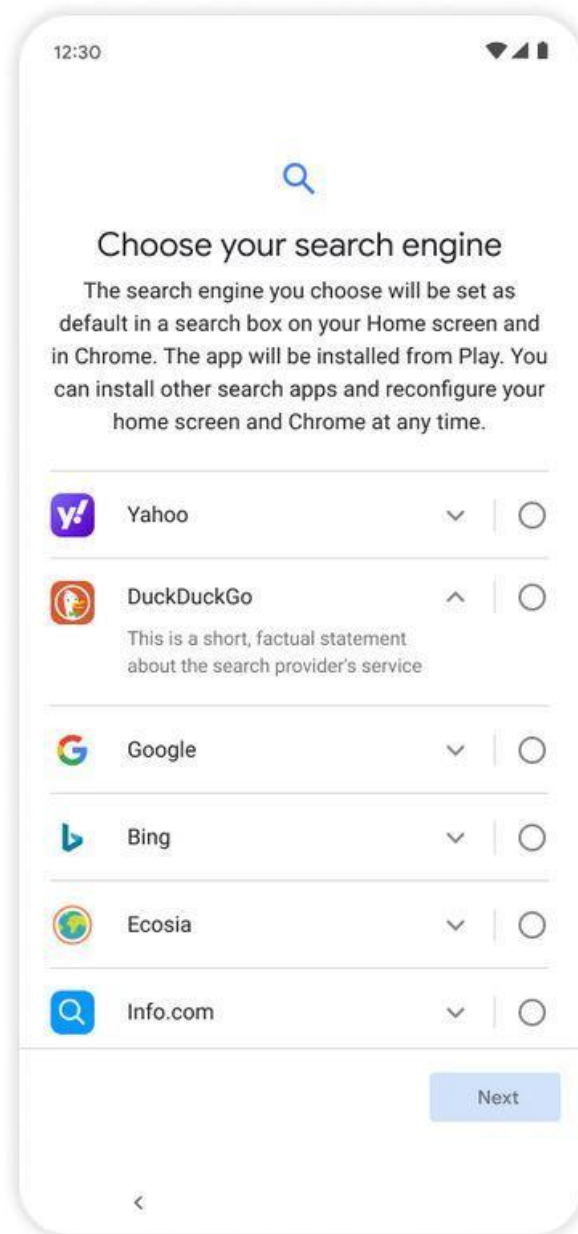 12:30
Choose your search engine
The search engine you choose will be set as
default in a search box on your Home screen and
in Chrome. The app will be installed from Play. You
can install other search apps and reconfigure your
home screen and Chrome at any time.
y!
Yahoo
DuckDuckGo
This is a short, factual statement
about the search provider's service
G
Google
b
Bing
Ecosia
Info.com
Next